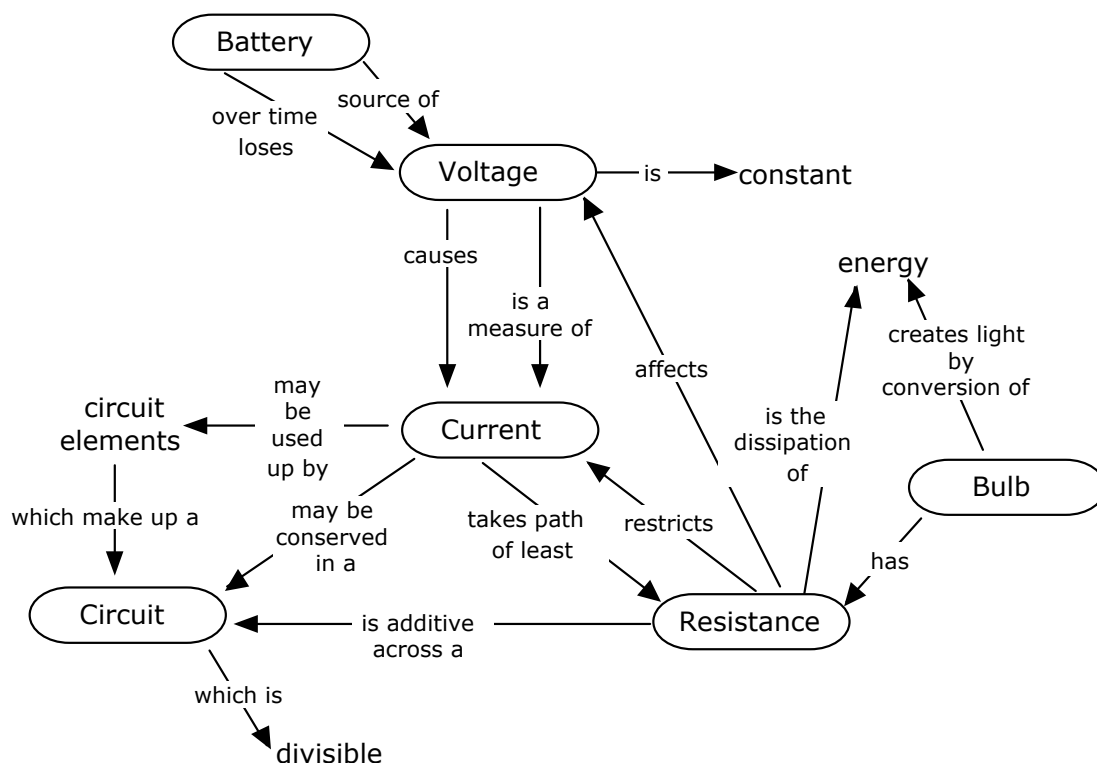 Battery
source of
over time
loses
Voltage
is
constant
causes
is a
measure of
energy
creates light
by
conversion of
affects
may
be
used
up by
circuit
elements
Current
is the
dissipation
of
Bulb
which make up a
may be
conserved
in a
takes path
of least
restricts
has
Circuit
is additive
across a
Resistance
which is
divisible